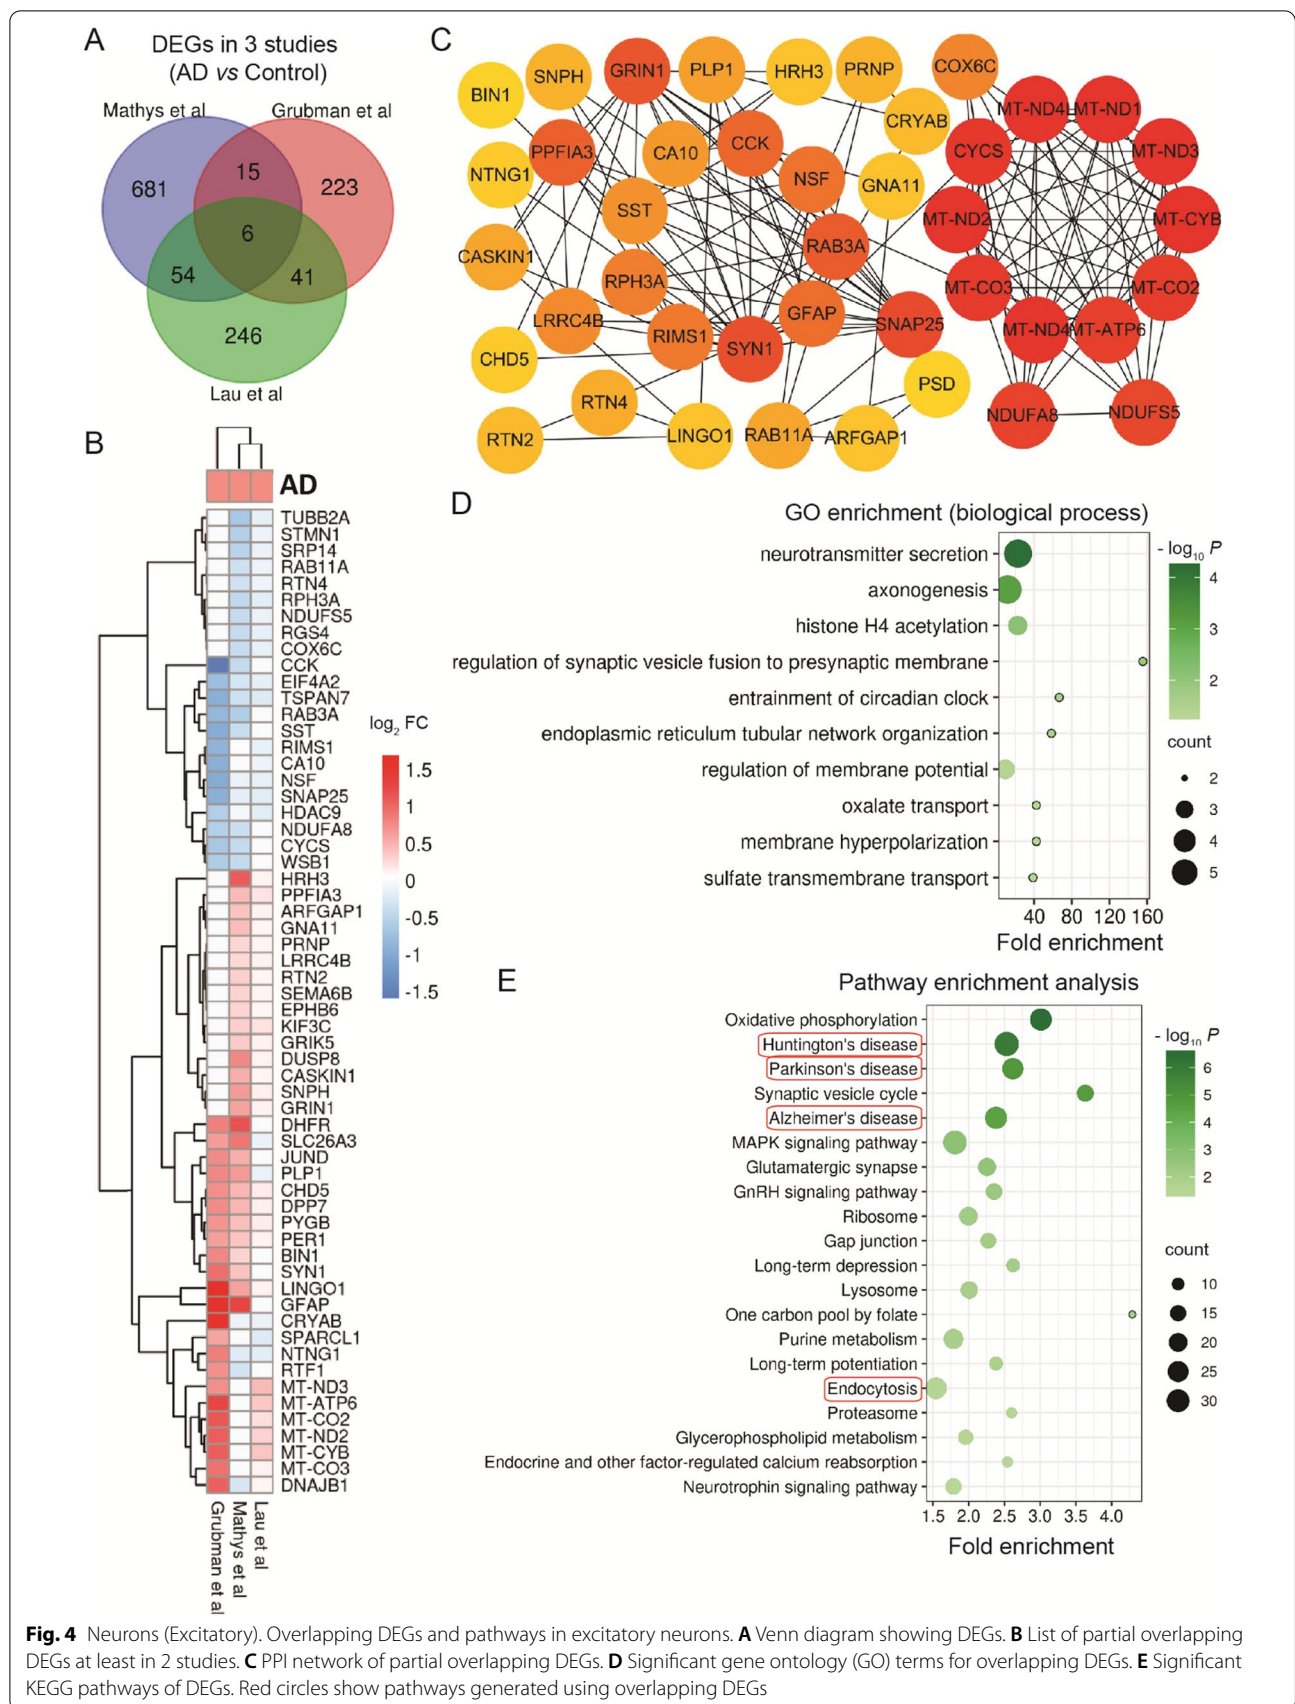 A
DEGs in 3 studies
(AD vs Control)
Mathys et al
Grubman et al
681
15
223
6
54
41
246
Lau et al
B
AD
TUBB2A
STMN1
SRP14
RAB11A
RTN4
RPH3A
NDUFS5
RGS4
COX6C
CCK
EIF4A2
TSPAN7
RAB3A
SST
RIMS1
CA10
NSF
SNAP25
HDAC9
NDUFA8
CYCS
WSB1
HRH3
PPFIA3
ARFGAP1
GNA11
PRNP
LRRC4B
RTN2
SEMA6B
EPHB6
KIF3C
GRIK5
DUSP8
CASKIN1
SNPH
GRIN1
DHFR
SLC26A3
JUND
PLP1
CHD5
DPP7
PYGB
PER1
BIN1
SYN1
LINGO1
GFAP
CRYAB
SPARCL1
NTNG1
RTF1
MT-ND3
MT-ATP6
MT-CO2
MT-ND2
MT-CYB
MT-CO3
DNAJB1
Grubman et al
Mathys et al
Lau et al
log2 FC
1.5
1
0.5
0
-0.5
-1
-1.5
C
BIN1
SNPH
GRIN1
PLP1
HRH3
PRNP
COX6C
CRYAB
MT-ND4L
MT-ND1
NTNG1
PPFIA3
CA10
CCK
NSF
GNA11
CYCS
MT-ND3
SST
MT-ND2
MT-CYB
CASKIN1
RPH3A
RAB3A
MT-CO3
MT-CO2
LRRC4B
RIMS1
SYN1
GFAP
SNAP25
MT-ND4
MT-ATP6
CHD5
PSD
RTN4
NDUFA8
NDUFS5
RTN2
LINGO1
RAB11A
ARFGAP1
D
GO enrichment (biological process)
neurotransmitter secretion
axonogenesis
histone H4 acetylation
regulation of synaptic vesicle fusion to presynaptic membrane
entrainment of circadian clock
endoplasmic reticulum tubular network organization
regulation of membrane potential
oxalate transport
membrane hyperpolarization
sulfate transmembrane transport
40 80 120 160
Fold enrichment
- log10 P
4
3
2
count
2
3
4
5
E
Pathway enrichment analysis
Oxidative phosphorylation
Huntington's disease
Parkinson's disease
Synaptic vesicle cycle
Alzheimer's disease
MAPK signaling pathway
Glutamatergic synapse
GnRH signaling pathway
Ribosome
Gap junction
Long-term depression
Lysosome
One carbon pool by folate
Purine metabolism
Long-term potentiation
Endocytosis
Proteasome
Glycerophospholipid metabolism
Endocrine and other factor-regulated calcium reabsorption
Neurotrophin signaling pathway
1.5 2.0 2.5 3.0 3.5 4.0
Fold enrichment
- log10 P
6
5
4
3
2
count
10
15
20
25
30
Fig. 4 Neurons (Excitatory). Overlapping DEGs and pathways in excitatory neurons. A Venn diagram showing DEGs. B List of partial overlapping
DEGs at least in 2 studies. C PPI network of partial overlapping DEGs. D Significant gene ontology (GO) terms for overlapping DEGs. E Significant
KEGG pathways of DEGs. Red circles show pathways generated using overlapping DEGs